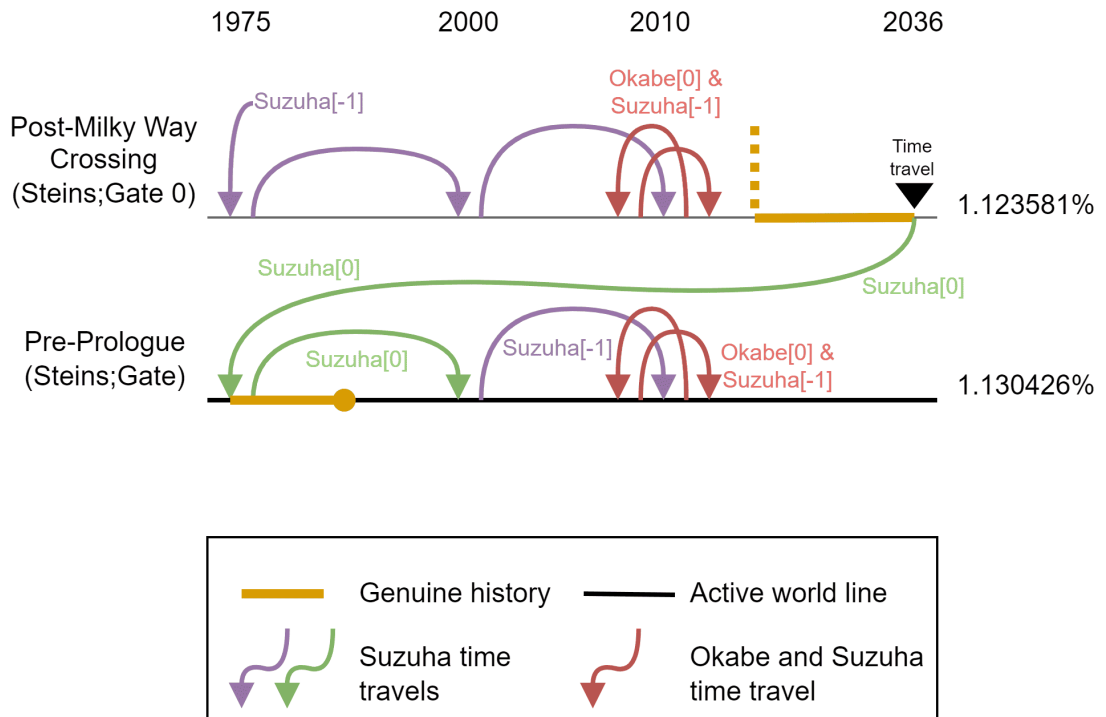 1975
2000
2010
2036
Post-Milky Way
Crossing
(Steins;Gate 0)
Suzuha[-1]
Okabe[0] &
Suzuha[-1]
Time
travel
1.123581%
Suzuha[0]
Suzuha[0]
Pre-Prologue
(Steins;Gate)
Suzuha[0]
Suzuha[-1]
Okabe[0] &
Suzuha[-1]
1.130426%
Genuine history
Active world line
Suzuha time
travels
Okabe and Suzuha
time travel